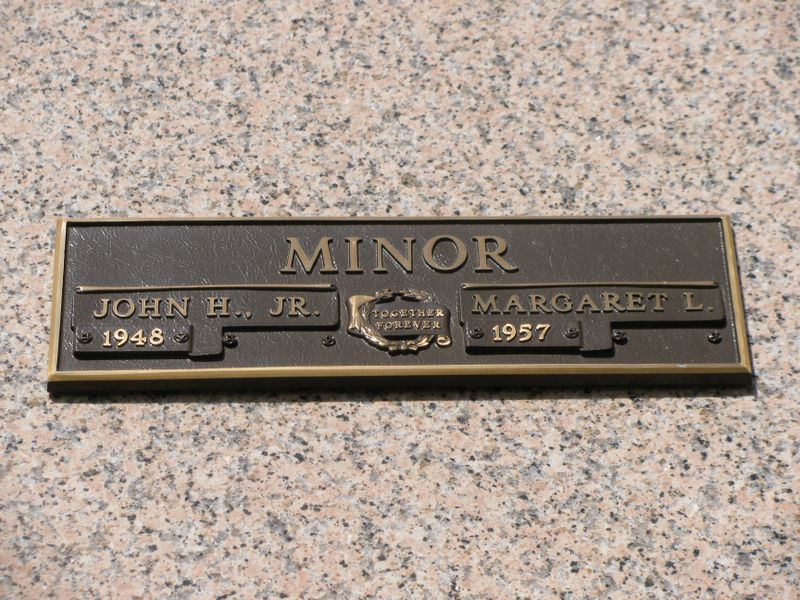 MINOR
JOHN H., JR.
1948
TOGETHER
FOREVER
MARGARET L.
1957